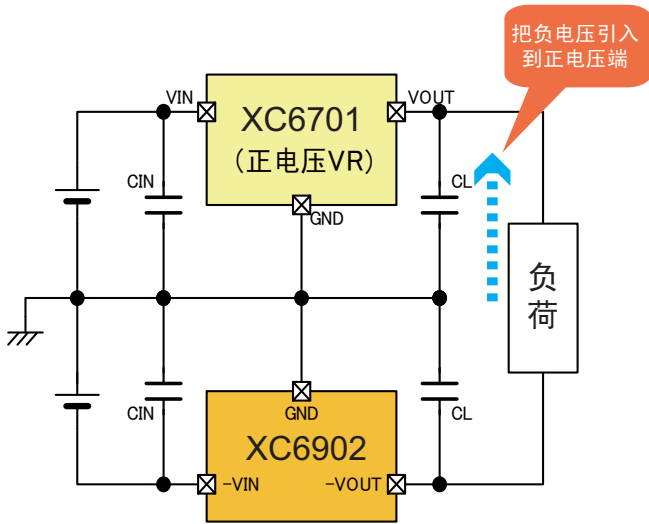 把负电压引入
到正电压端
VIN
VOUT
XC6701
(正电压VR)
CIN
CL
GND
负
荷
CIN
GND
CL
XC6902
-VIN
-VOUT